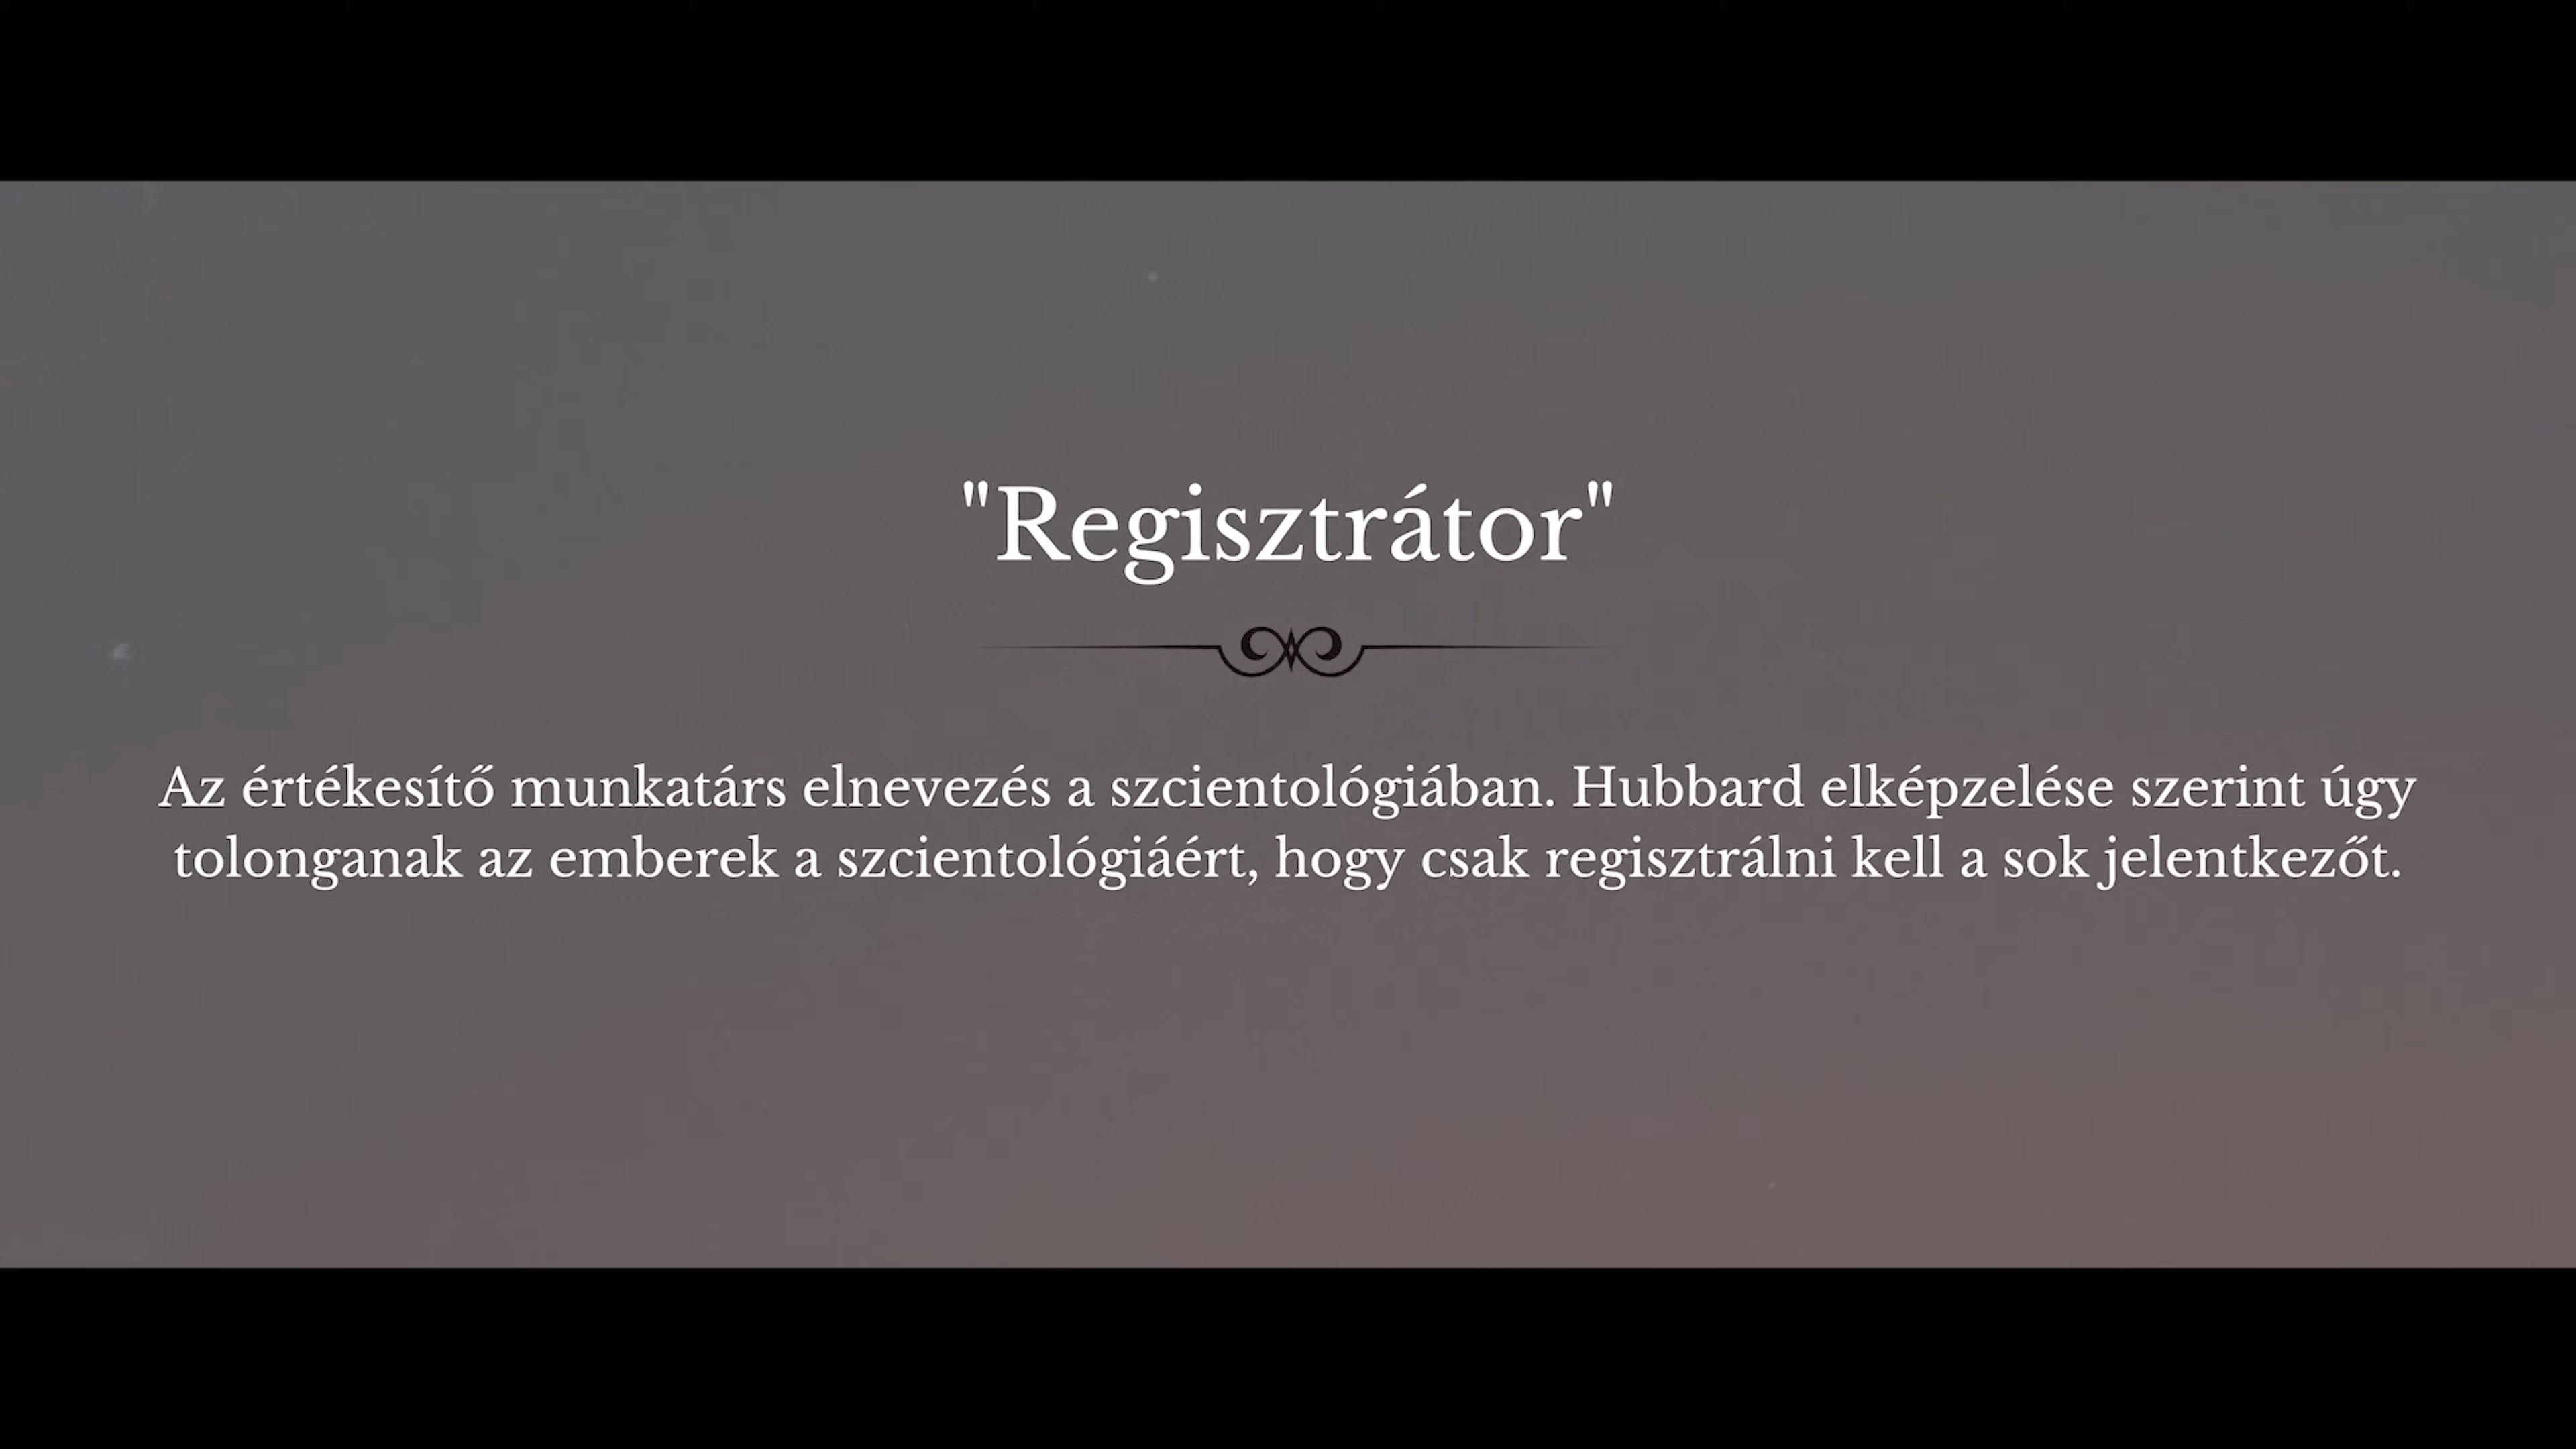 "Regisztrátor"
Az értékesítő munkatárs elnevezés a szcientológiában. Hubbard elképzelése szerint úgy
tolonganak az emberek a szcientológiáért, hogy csak regisztrálni kell a sok jelentkezőt.